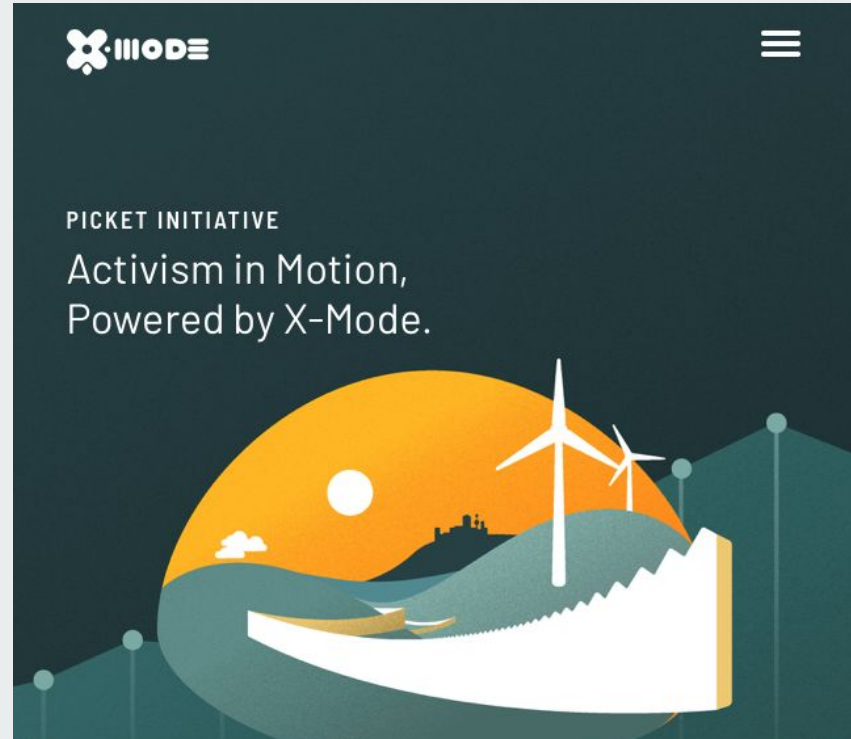 X-MODE
PICKET INITIATIVE
Activism in Motion,
Powered by X-Mode.